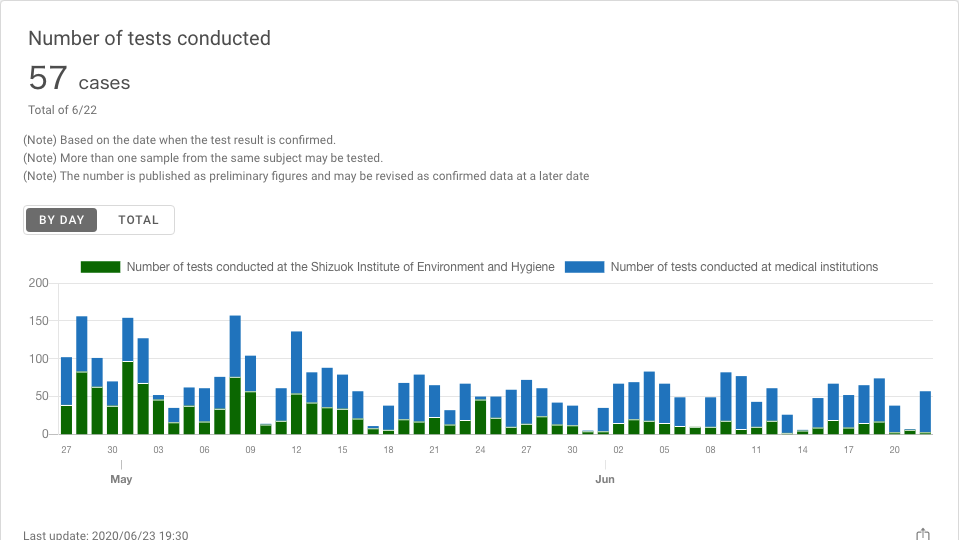 Number of tests conducted
57 cases
Total of 6/22
(Note) Based on the date when the test result is confirmed.
(Note) More than one sample from the same subject may be tested.
(Note) The number is published as preliminary figures and may be revised as confirmed data at a later date
BY DAY TOTAL
Number of tests conducted at the Shizuok Institute of Environment and Hygiene Number of tests conducted at medical institutions
200
150
100
50
0
27 30 03 06 09 12 15 18 21 24 27 30 02 05 08 11 14 17 20
May Jun
Last update: 2020/06/23 19:30